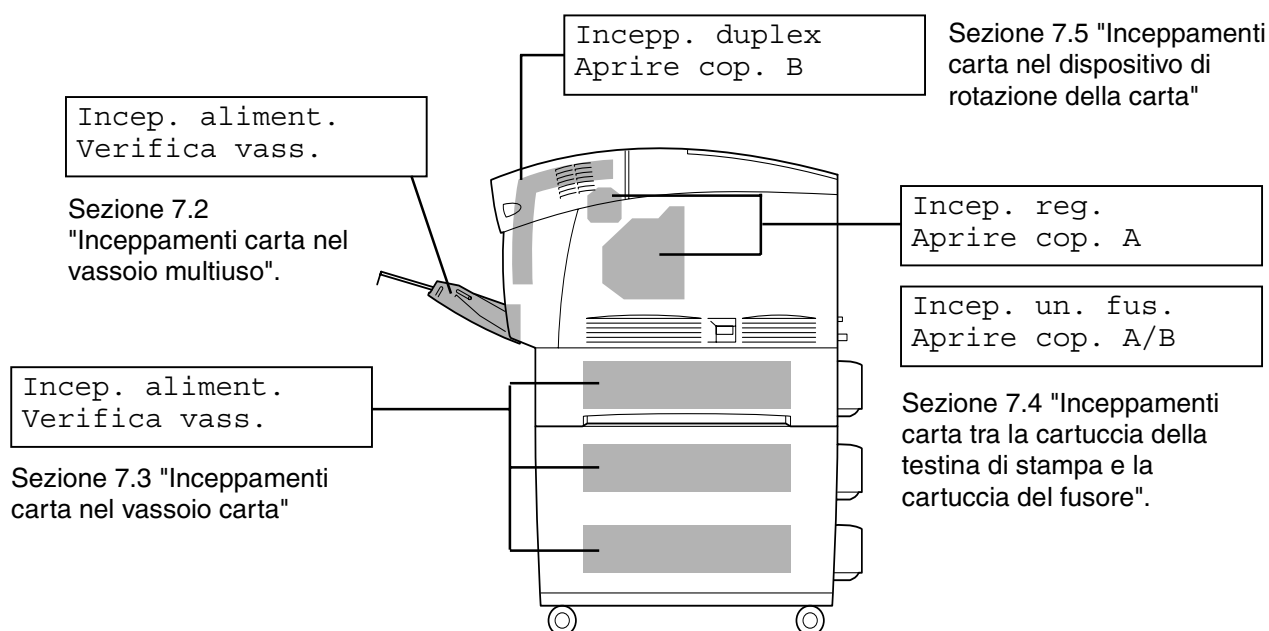 Incepp. duplex
Aprire cop. B
Sezione 7.5 "Inceppamenti
carta nel dispositivo di
rotazione della carta"
Incep. aliment.
Verifica vass.
Sezione 7.2
"Inceppamenti carta nel
vassoio multiuso".
Incep. reg.
Aprire cop. A
Incep. un. fus.
Aprire cop. A/B
Sezione 7.4 "Inceppamenti
carta tra la cartuccia della
testina di stampa e la
cartuccia del fusore".
Incep. aliment.
Verifica vass.
Sezione 7.3 "Inceppamenti
carta nel vassoio carta"